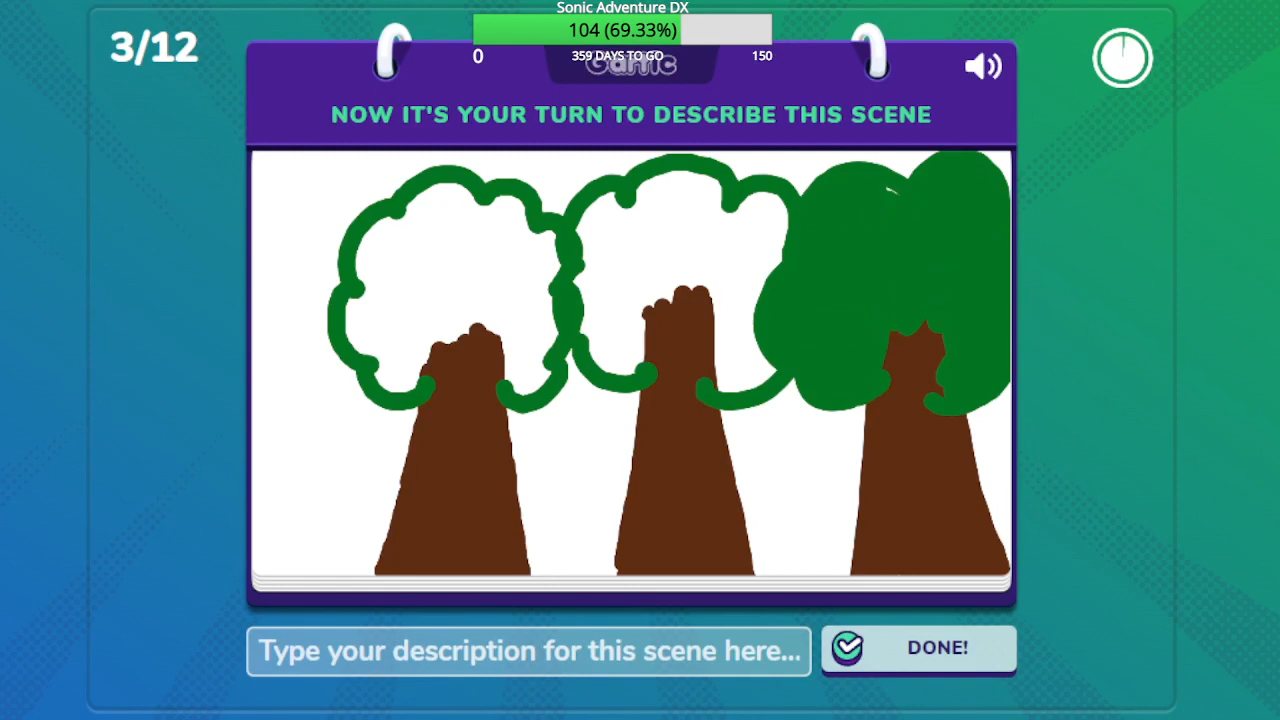 Sonic Adventure DX
3/12
104 (69.33%)
0
359 DAYS TO GO
150
Gartic
NOW IT'S YOUR TURN TO DESCRIBE THIS SCENE
Type your description for this scene here...
DONE!